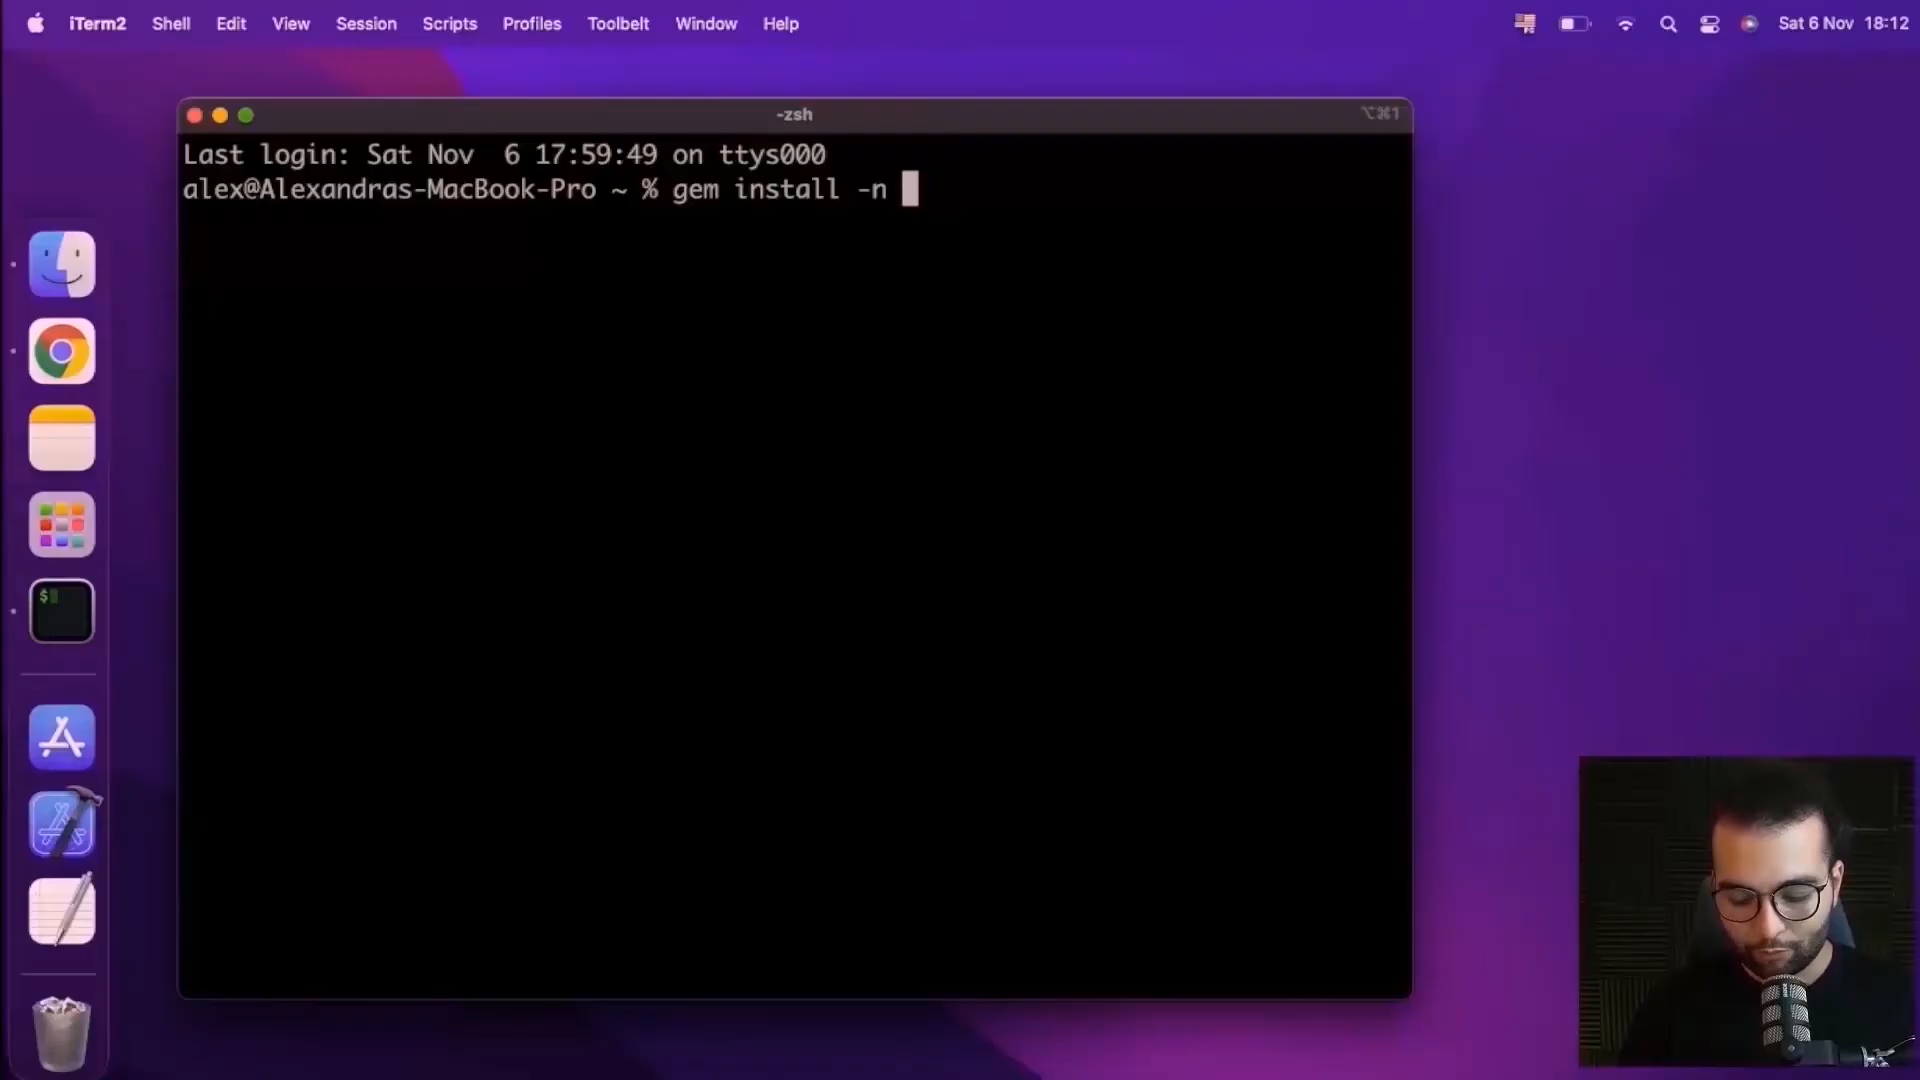 iTerm2 Shell Edit View Session Scripts Profiles Toolbelt Window Help Sat 6 Nov 18:12
-zsh ⌥⌘1
Last login: Sat Nov  6 17:59:49 on ttys000
alex@Alexandras-MacBook-Pro ~ % gem install -n
$